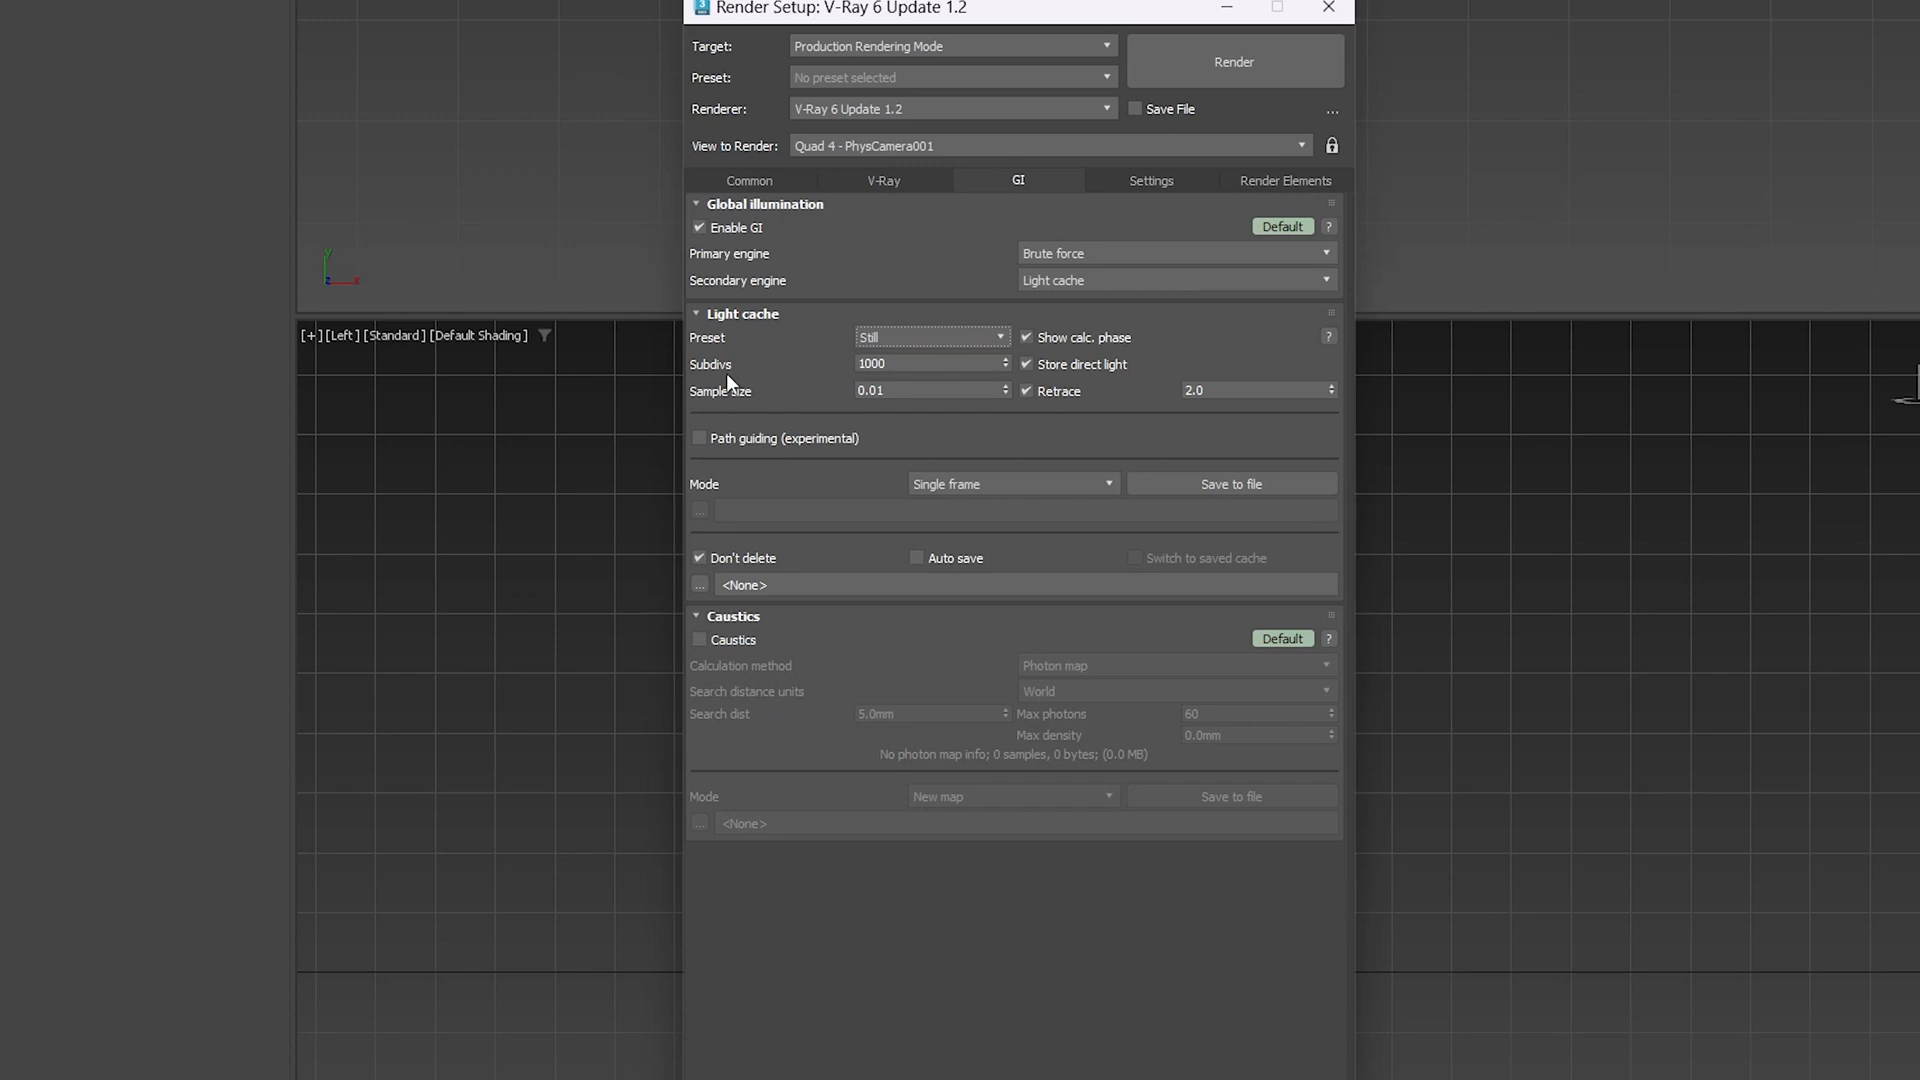 Render Setup: V-Ray 6 Update 1.2
Target: Production Rendering Mode Render
Preset: No preset selected
Renderer: V-Ray 6 Update 1.2 Save File ...
View to Render: Quad 4 - PhysCamera001
Common V-Ray GI Settings Render Elements
Global illumination
Enable GI Default ?
Primary engine Brute force
Secondary engine Light cache
Light cache
[+] [Left] [Standard] [Default Shading]
Preset Still Show calc. phase ?
Subdivs 1000 Store direct light
Sample size 0.01 Retrace 2.0
Path guiding (experimental)
Mode Single frame Save to file
...
Don't delete Auto save Switch to saved cache
... <None>
Caustics
Caustics Default ?
Calculation method Photon map
Search distance units World
Search dist 5.0mm Max photons 60
Max density 0.0mm
No photon map info; 0 samples, 0 bytes; (0.0 MB)
Mode New map Save to file
... <None>